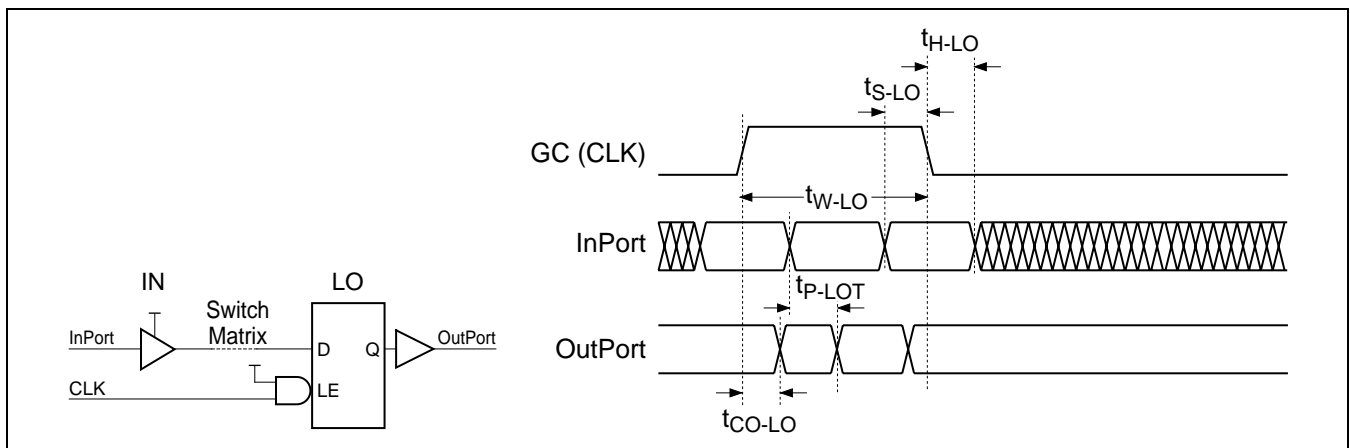 IN
LO
InPort
Switch
Matrix
D
Q
OutPort
CLK
LE
tH-LO
tS-LO
GC (CLK)
tW-LO
InPort
tP-LOT
OutPort
tCO-LO